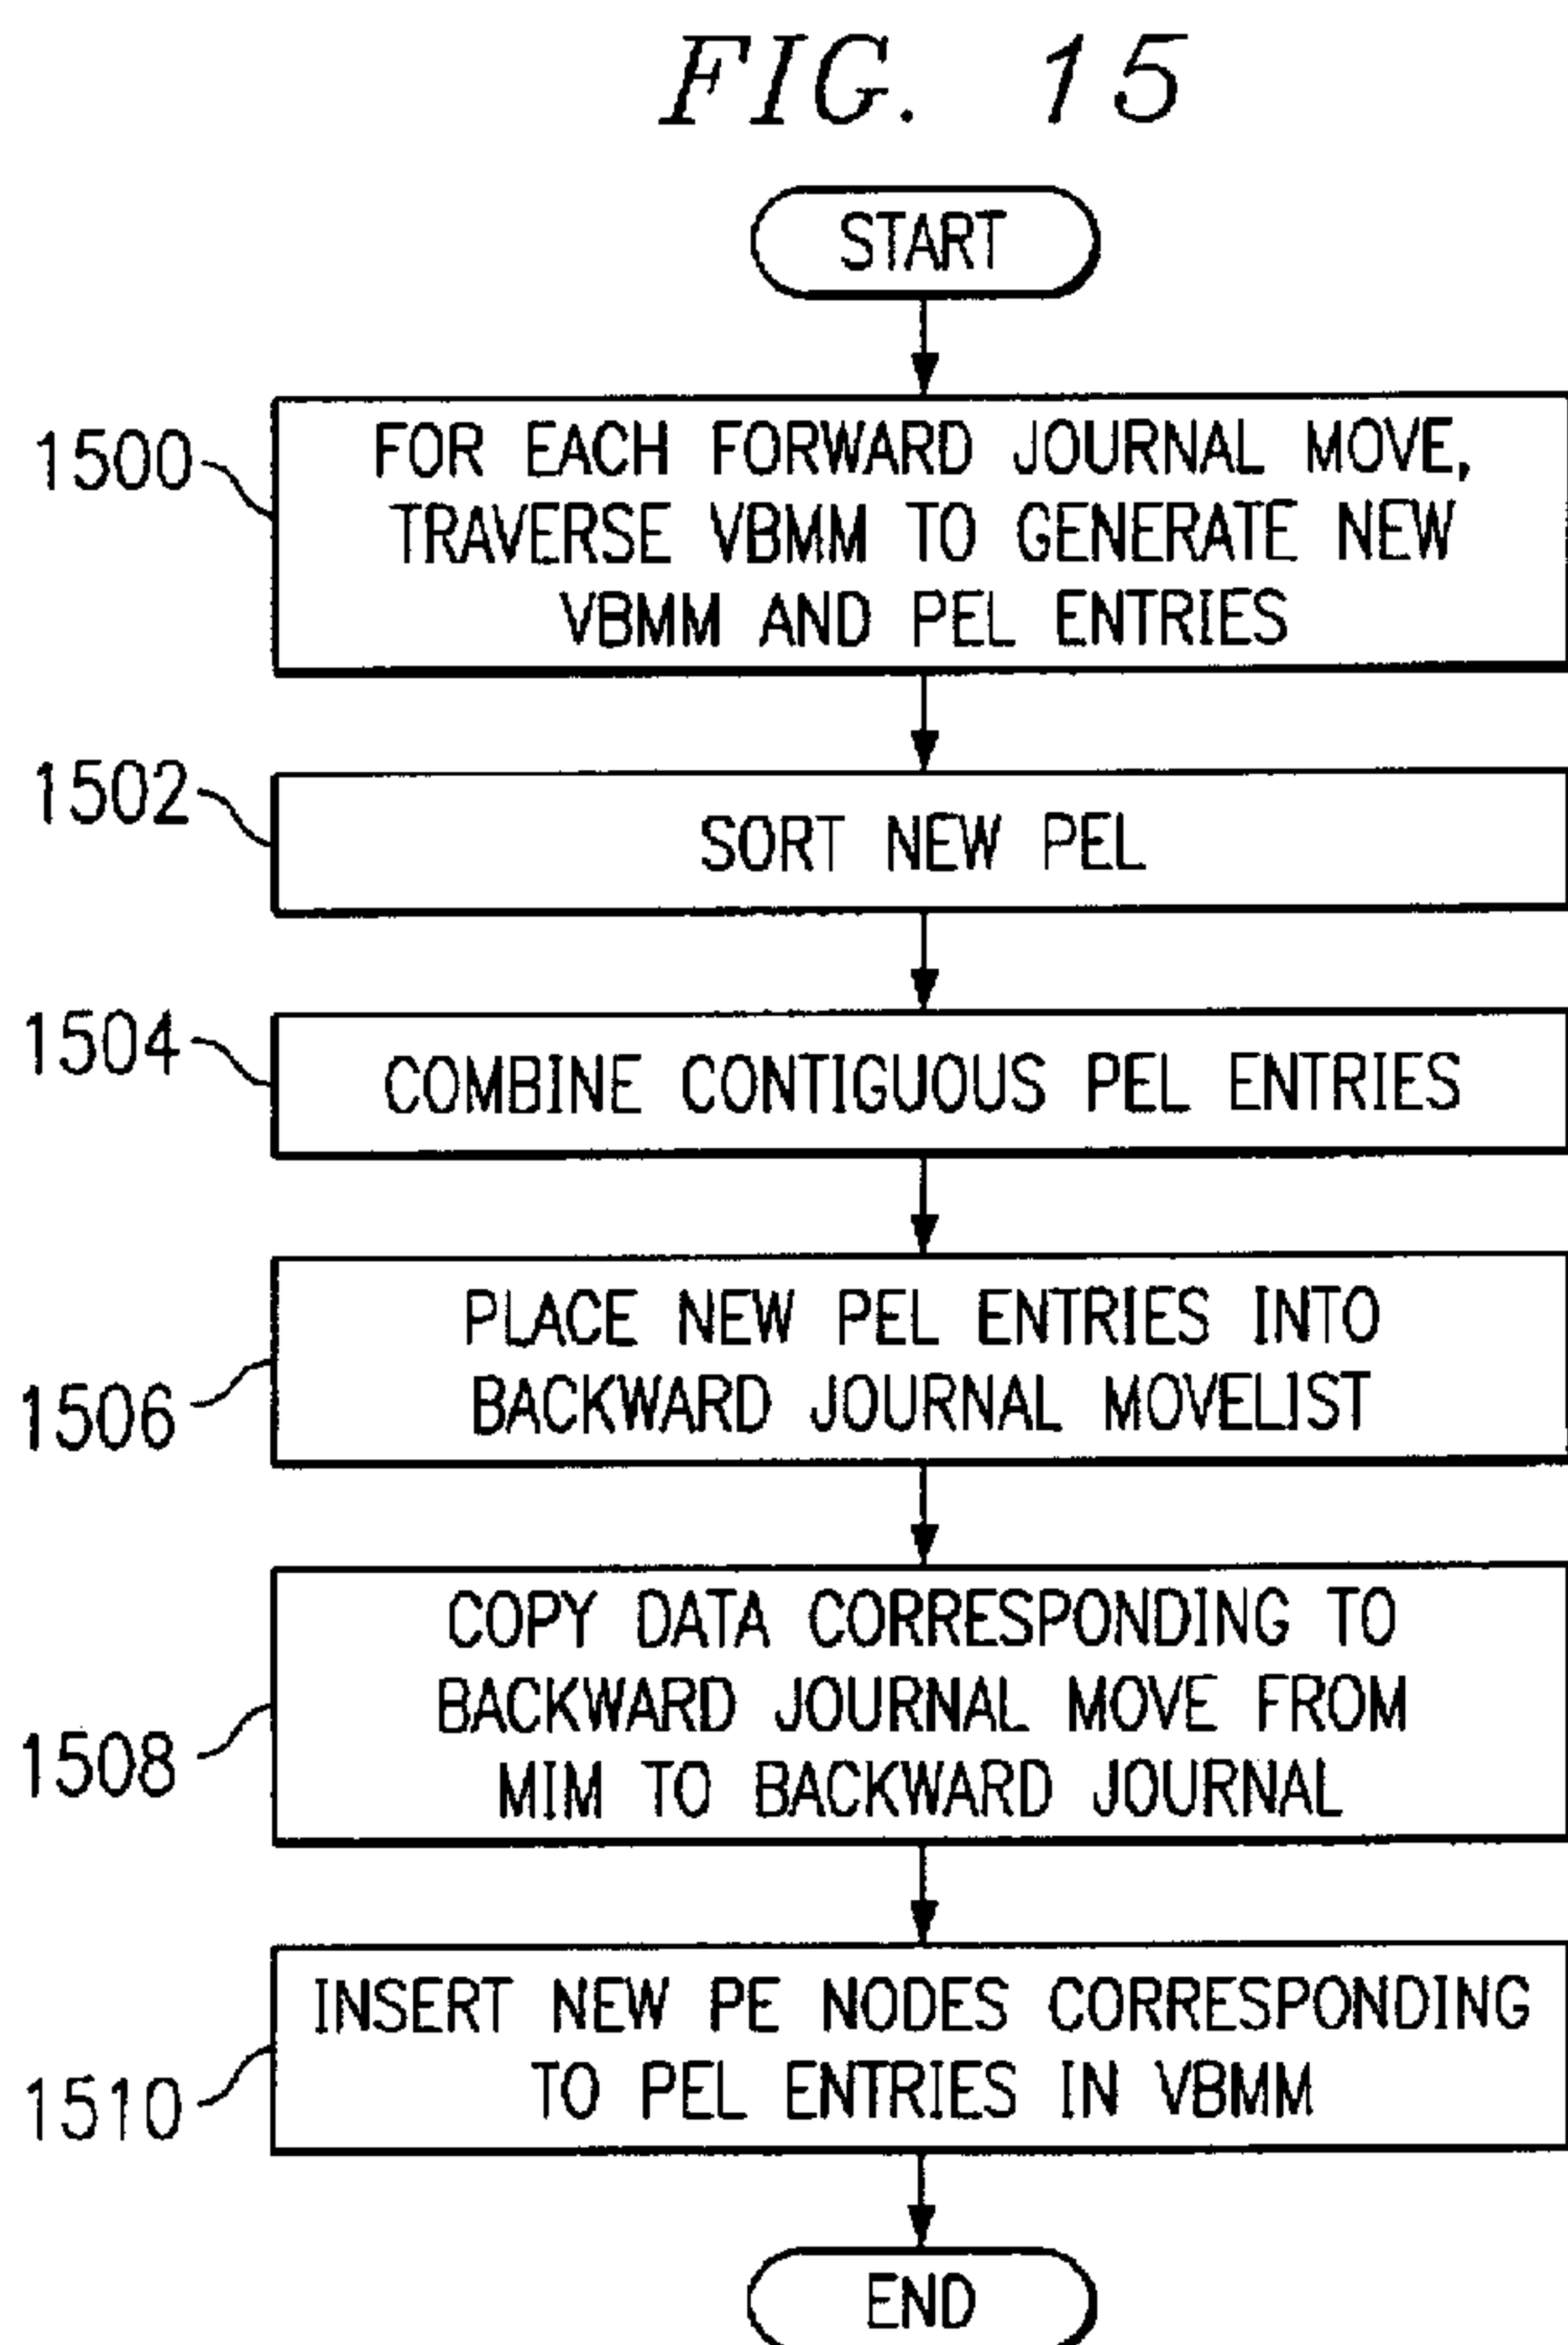 FIG. 15
START
1500
FOR EACH FORWARD JOURNAL MOVE,
TRAVERSE VBMM TO GENERATE NEW
VBMM AND PEL ENTRIES
1502
SORT NEW PEL
1504
COMBINE CONTIGUOUS PEL ENTRIES
1506
PLACE NEW PEL ENTRIES INTO
BACKWARD JOURNAL MOVELIST
1508
COPY DATA CORRESPONDING TO
BACKWARD JOURNAL MOVE FROM
MIM TO BACKWARD JOURNAL
1510
INSERT NEW PE NODES CORRESPONDING
TO PEL ENTRIES IN VBMM
END